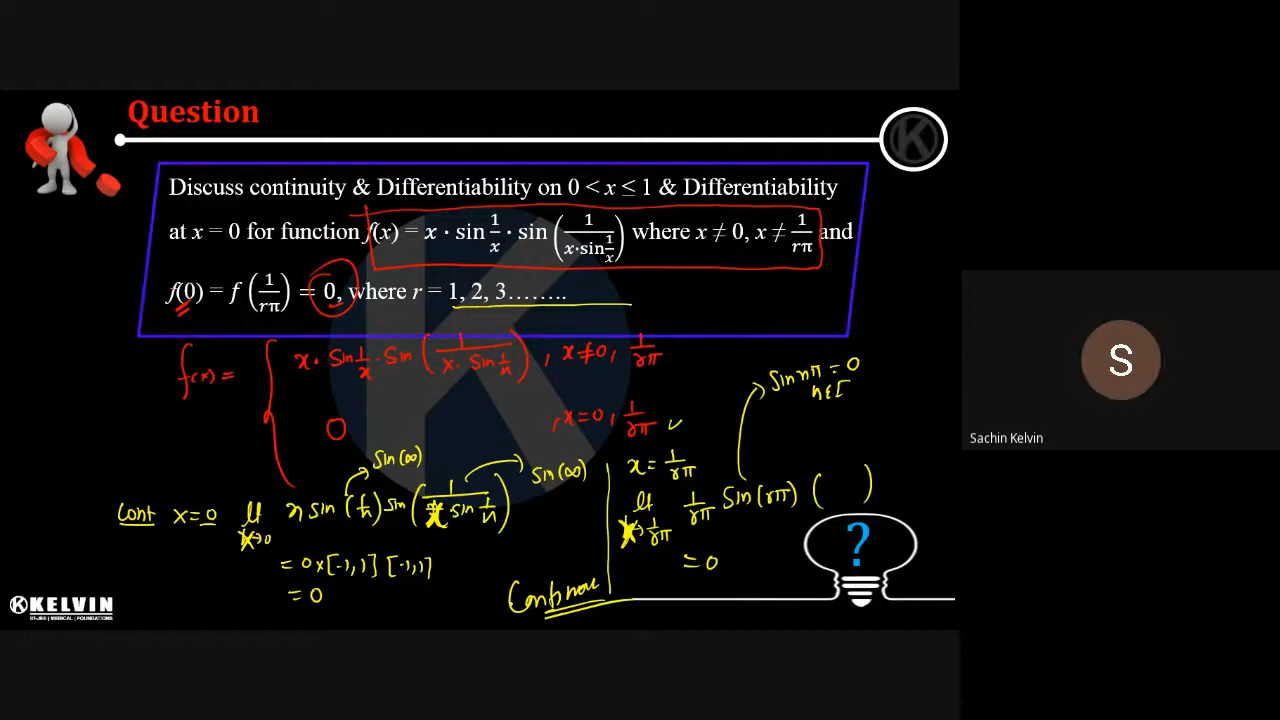 Question
Discuss continuity & Differentiability on 0 < x ≤ 1 & Differentiability
at x = 0 for function f(x) = x · sin 1/x · sin (1/(x·sin 1/x)) where x ≠ 0, x ≠ 1/rπ and
f(0) = f (1/rπ) = 0, where r = 1, 2, 3........
f(x) = { x · Sin 1/x · Sin (1/(x · Sin 1/x)), x≠0, 1/rπ
0 , x=0, 1/rπ ✓
Sin nπ = 0
n∈I
Sin(∞)
Sin(∞)
Cont x=0 lt x→0 x sin (1/x) sin (1/(x · sin 1/x))
= 0 x [-1,1] [-1,1]
= 0
x = 1/rπ
lt x→1/rπ 1/rπ Sin(rπ) ( )
= 0
Continuous
?
KELVIN
IIT-JEE | MEDICAL | FOUNDATIONS
S
Sachin Kelvin